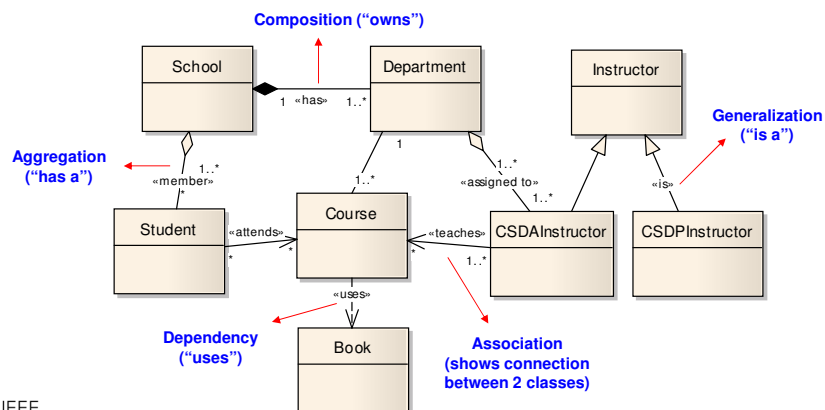 Composition (“owns”)
School
Department
Instructor
1 «has» 1..*
Generalization
(“is a”)
Aggregation
(“has a”)
1..*
«member»
*
1
1..*
1..*
«assigned to»
1..*
«is»
Student
Course
CSDAInstructor
CSDPInstructor
«attends»
*
*
«teaches»
*
1..*
«uses»
Dependency
(“uses”)
Book
Association
(shows connection
between 2 classes)
IEEE